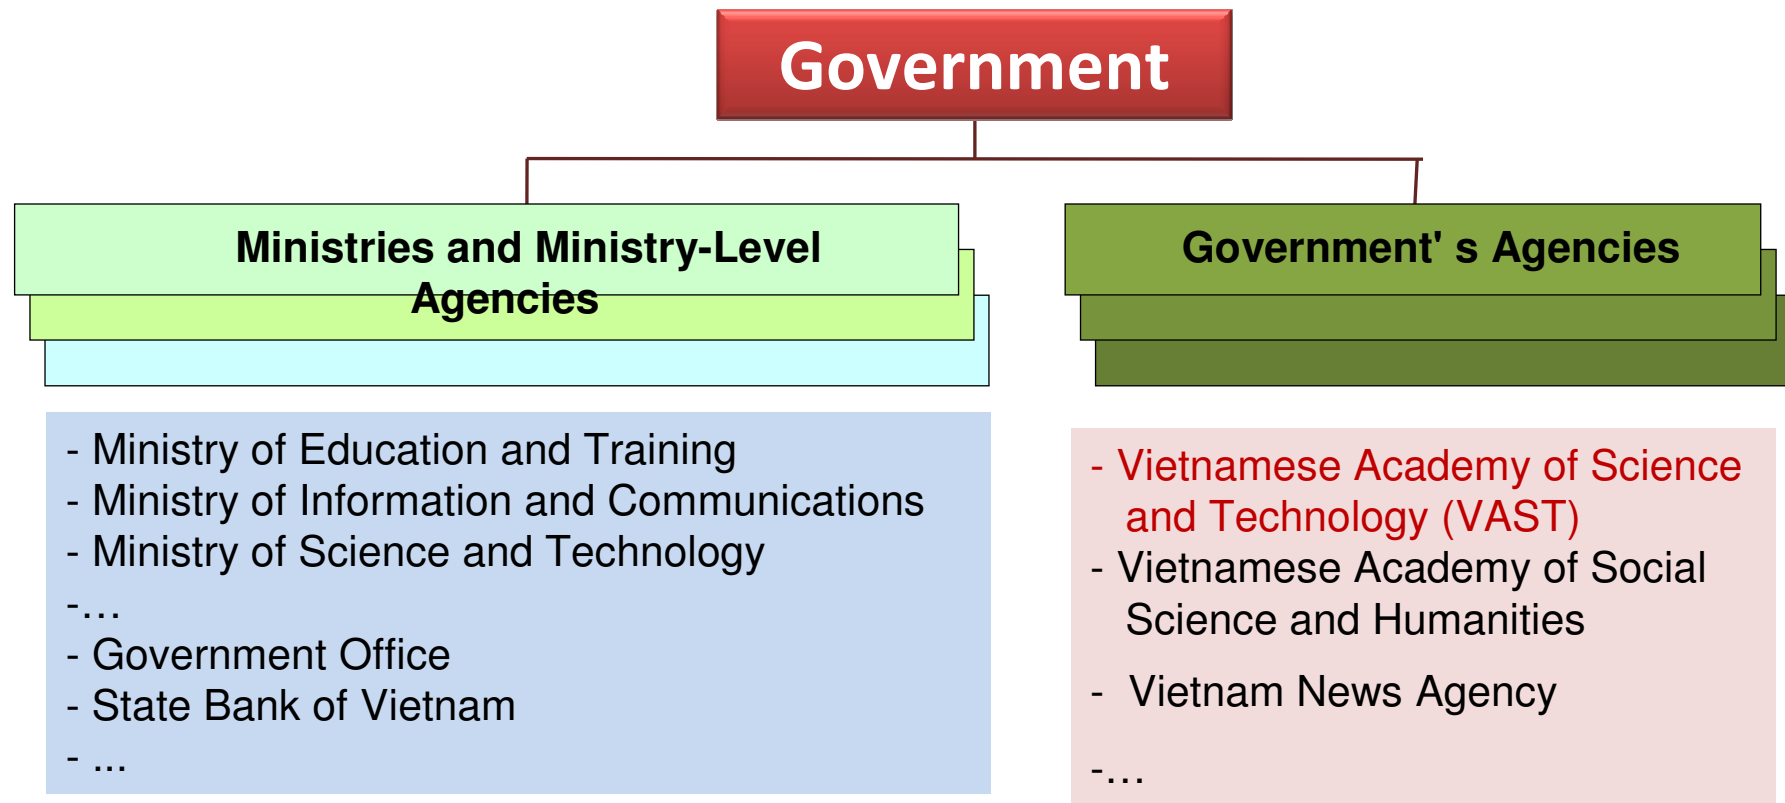 Government
Ministries and Ministry-Level
Agencies
- Ministry of Education and Training
- Ministry of Information and Communications
- Ministry of Science and Technology
-…
- Government Office
- State Bank of Vietnam
- ...
Government' s Agencies
- Vietnamese Academy of Science
and Technology (VAST)
- Vietnamese Academy of Social
Science and Humanities
- Vietnam News Agency
-…